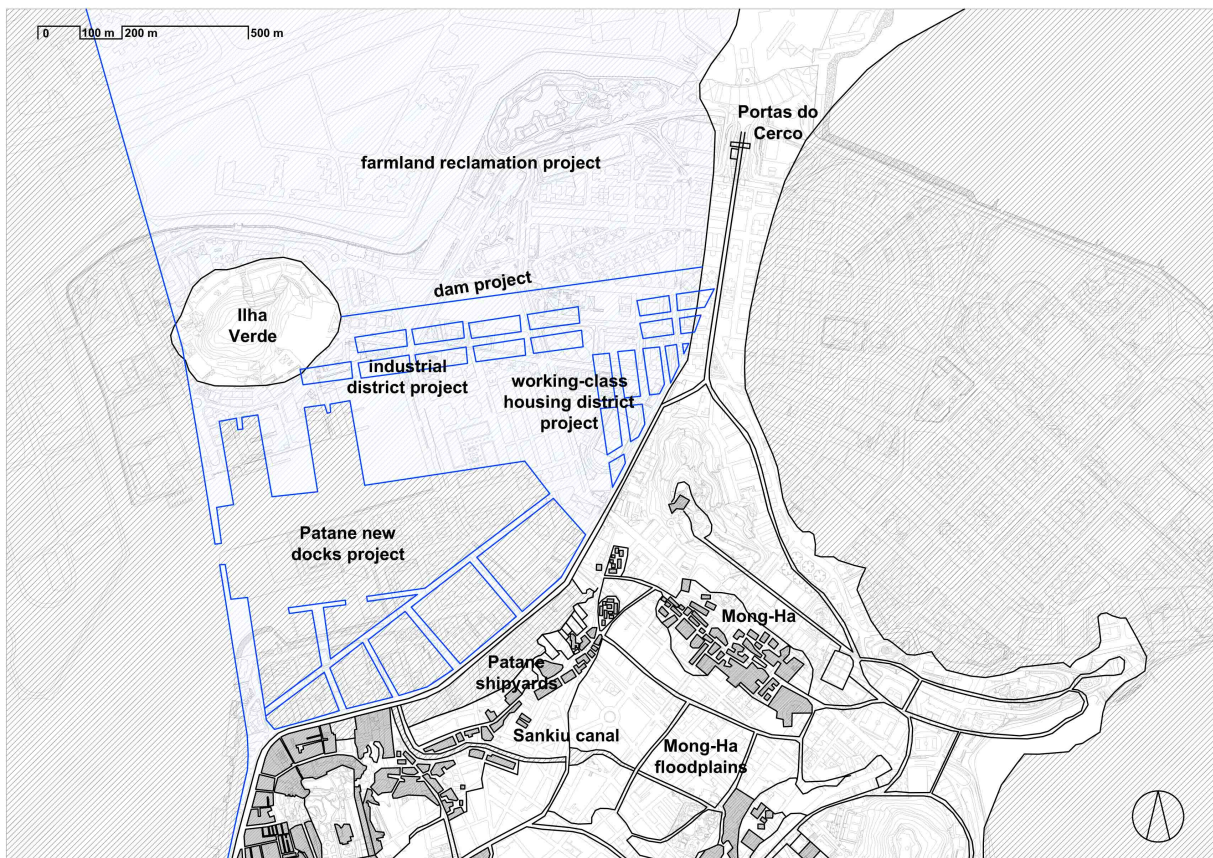 0 100 m 200 m 500 m
Portas do
Cerco
farmland reclamation project
dam project
Ilha
Verde
industrial
district project
working-class
housing district
project
Patane new
docks project
Mong-Ha
Patane
shipyards
Sankiu canal
Mong-Ha
floodplains